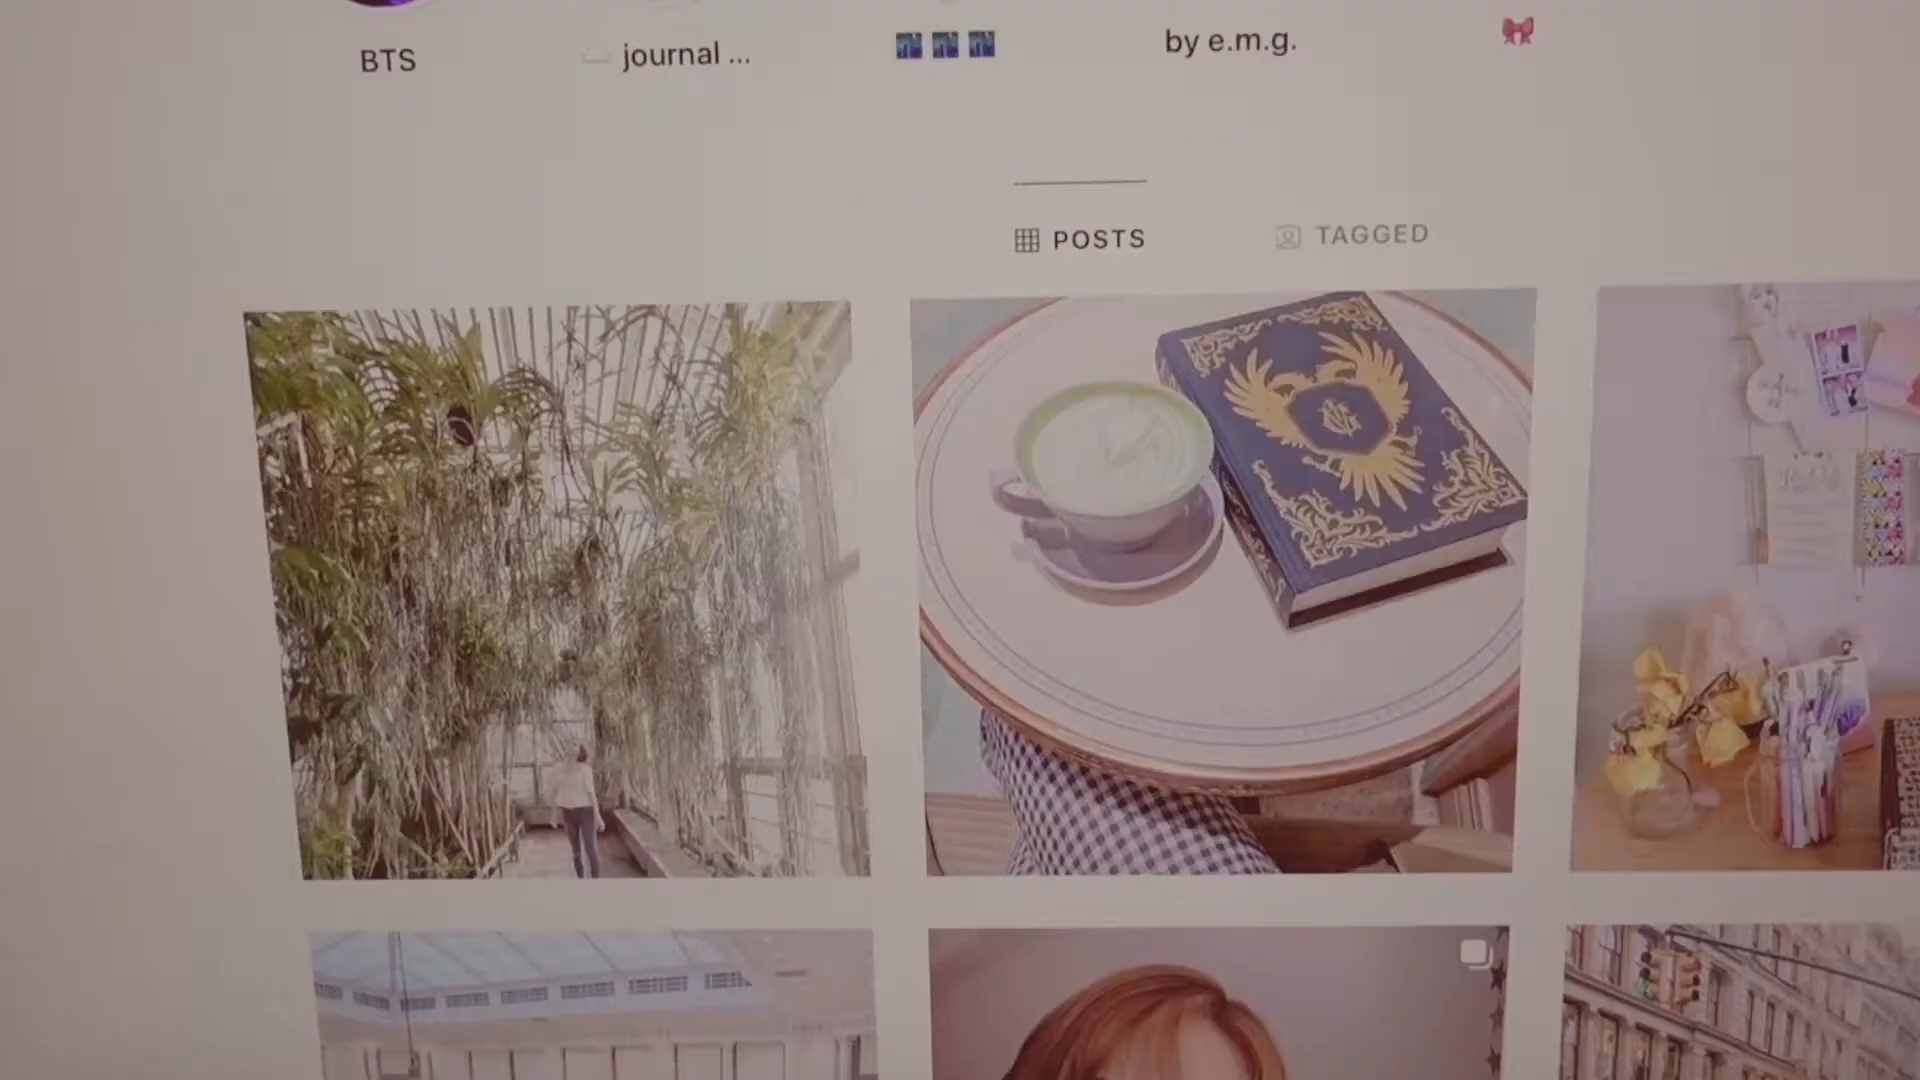 BTS
journal ...
by e.m.g.
POSTS
TAGGED